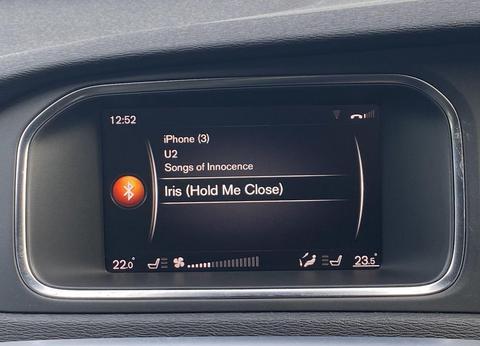 12:52
iPhone (3)
U2
Songs of Innocence
Iris (Hold Me Close)
22.0° 23.5°